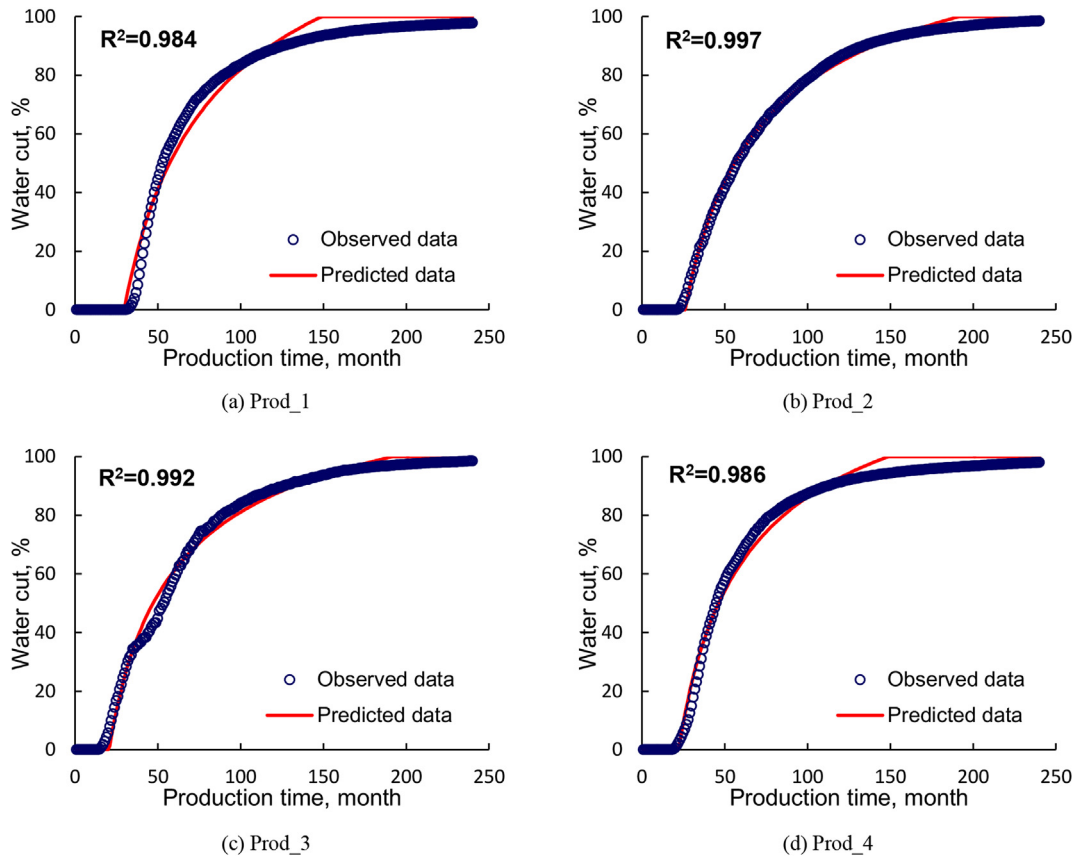 R²=0.984
Water cut, %
100
80
60
40
20
0
Observed data
Predicted data
0 50 100 150 200 250
Production time, month
(a) Prod_1
R²=0.997
Water cut, %
100
80
60
40
20
0
Observed data
Predicted data
0 50 100 150 200 250
Production time, month
(b) Prod_2
R²=0.992
Water cut, %
100
80
60
40
20
0
Observed data
Predicted data
0 50 100 150 200 250
Production time, month
(c) Prod_3
R²=0.986
Water cut, %
100
80
60
40
20
0
Observed data
Predicted data
0 50 100 150 200 250
Production time, month
(d) Prod_4